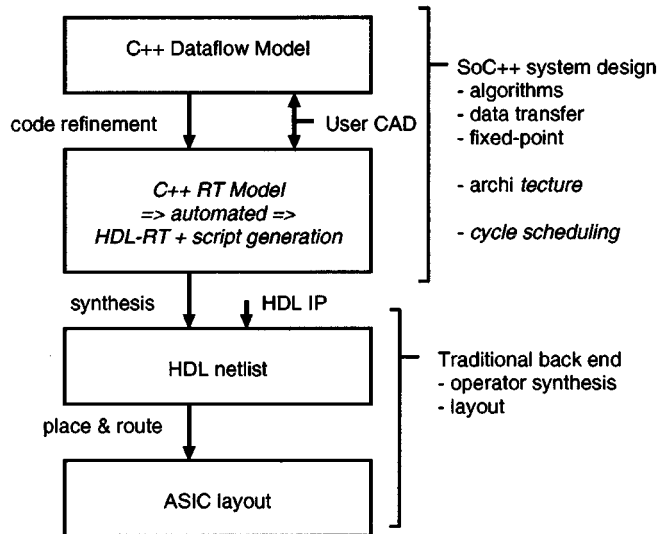 C++ Dataflow Model
code refinement
User CAD
C++ RT Model
=> automated =>
HDL-RT + script generation
SoC++ system design
- algorithms
- data transfer
- fixed-point
- archi tecture
- cycle scheduling
synthesis
HDL IP
HDL netlist
place & route
ASIC layout
Traditional back end
- operator synthesis
- layout